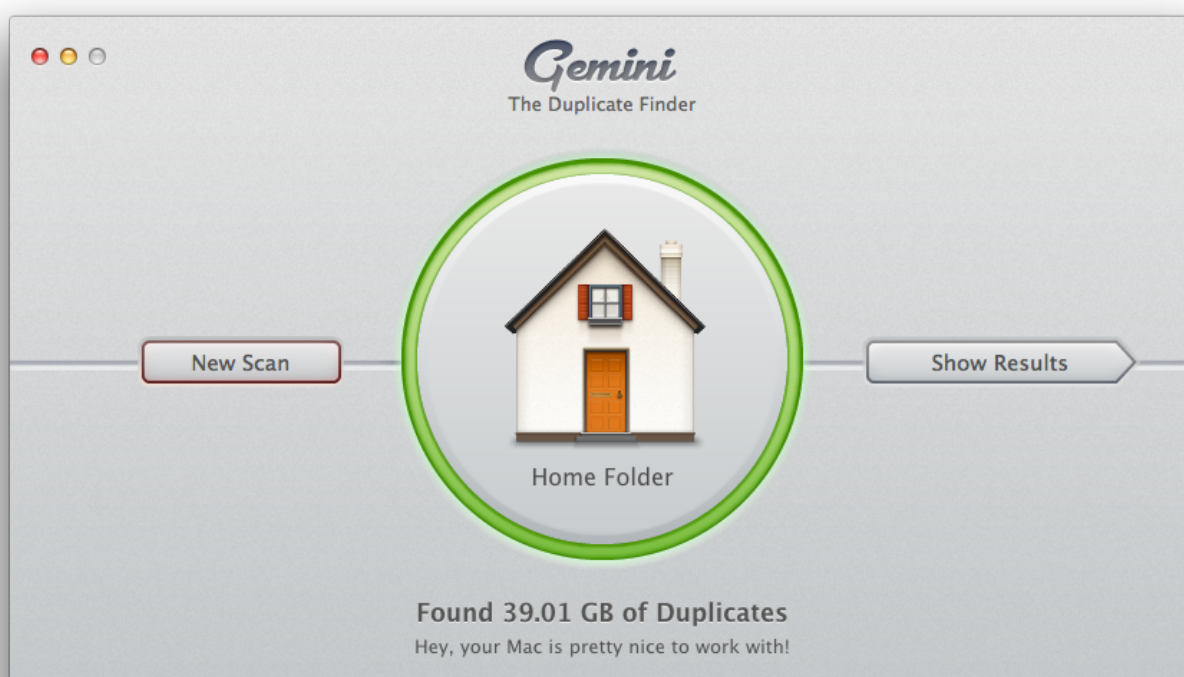 Gemini
The Duplicate Finder
New Scan
Show Results
Home Folder
Found 39.01 GB of Duplicates
Hey, your Mac is pretty nice to work with!